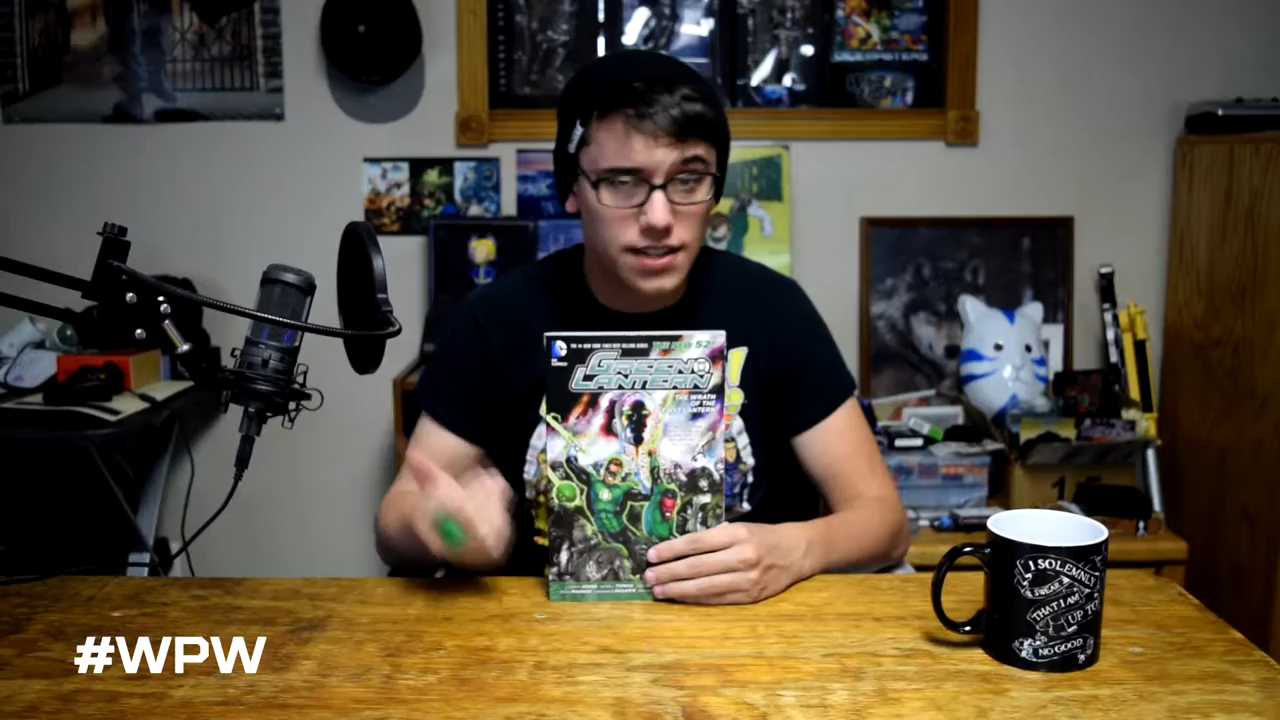 THE NEW 52!
GREEN
LANTERN
THE WRATH
OF THE
FIRST LANTERN
I SOLEMNLY
SWEAR
THAT I AM
UP TO
NO GOOD
#WPW